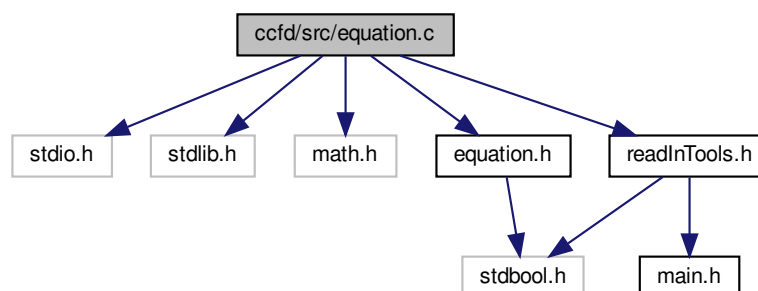 ccfd/src/equation.c
stdio.h
stdlib.h
math.h
equation.h
readInTools.h
stdbool.h
main.h